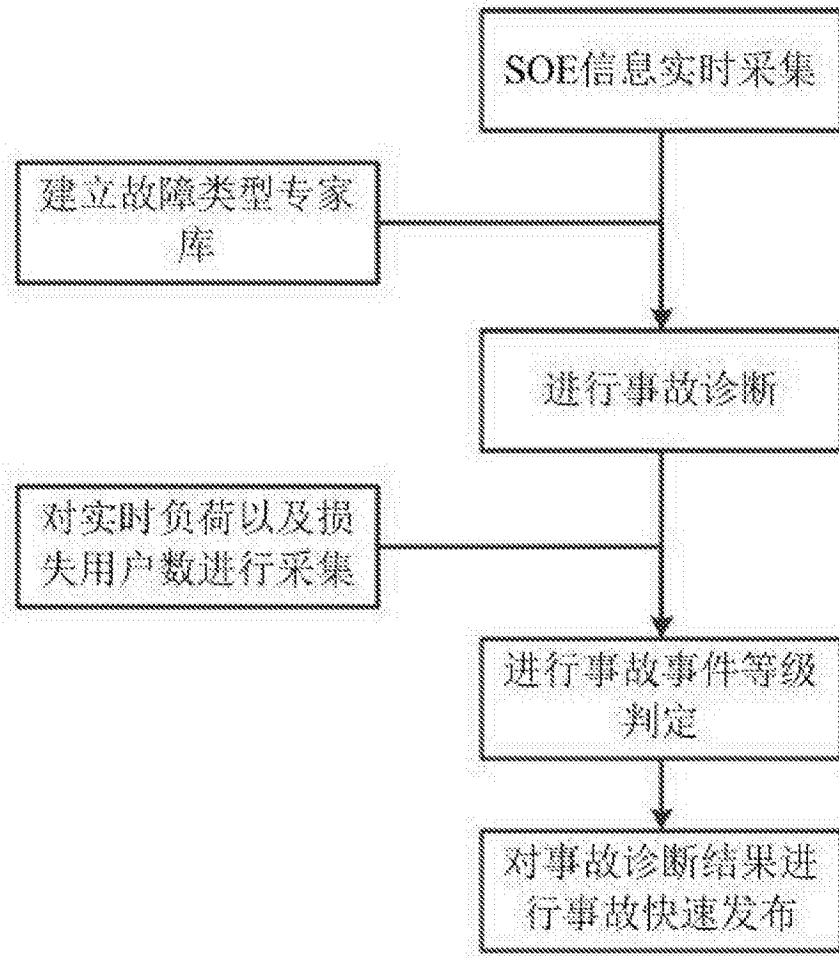 SOE信息实时采集
建立故障类型专家
库
进行事故诊断
对实时负荷以及损
失用户数进行采集
进行事故事件等级
判定
对事故诊断结果进
行事故快速发布